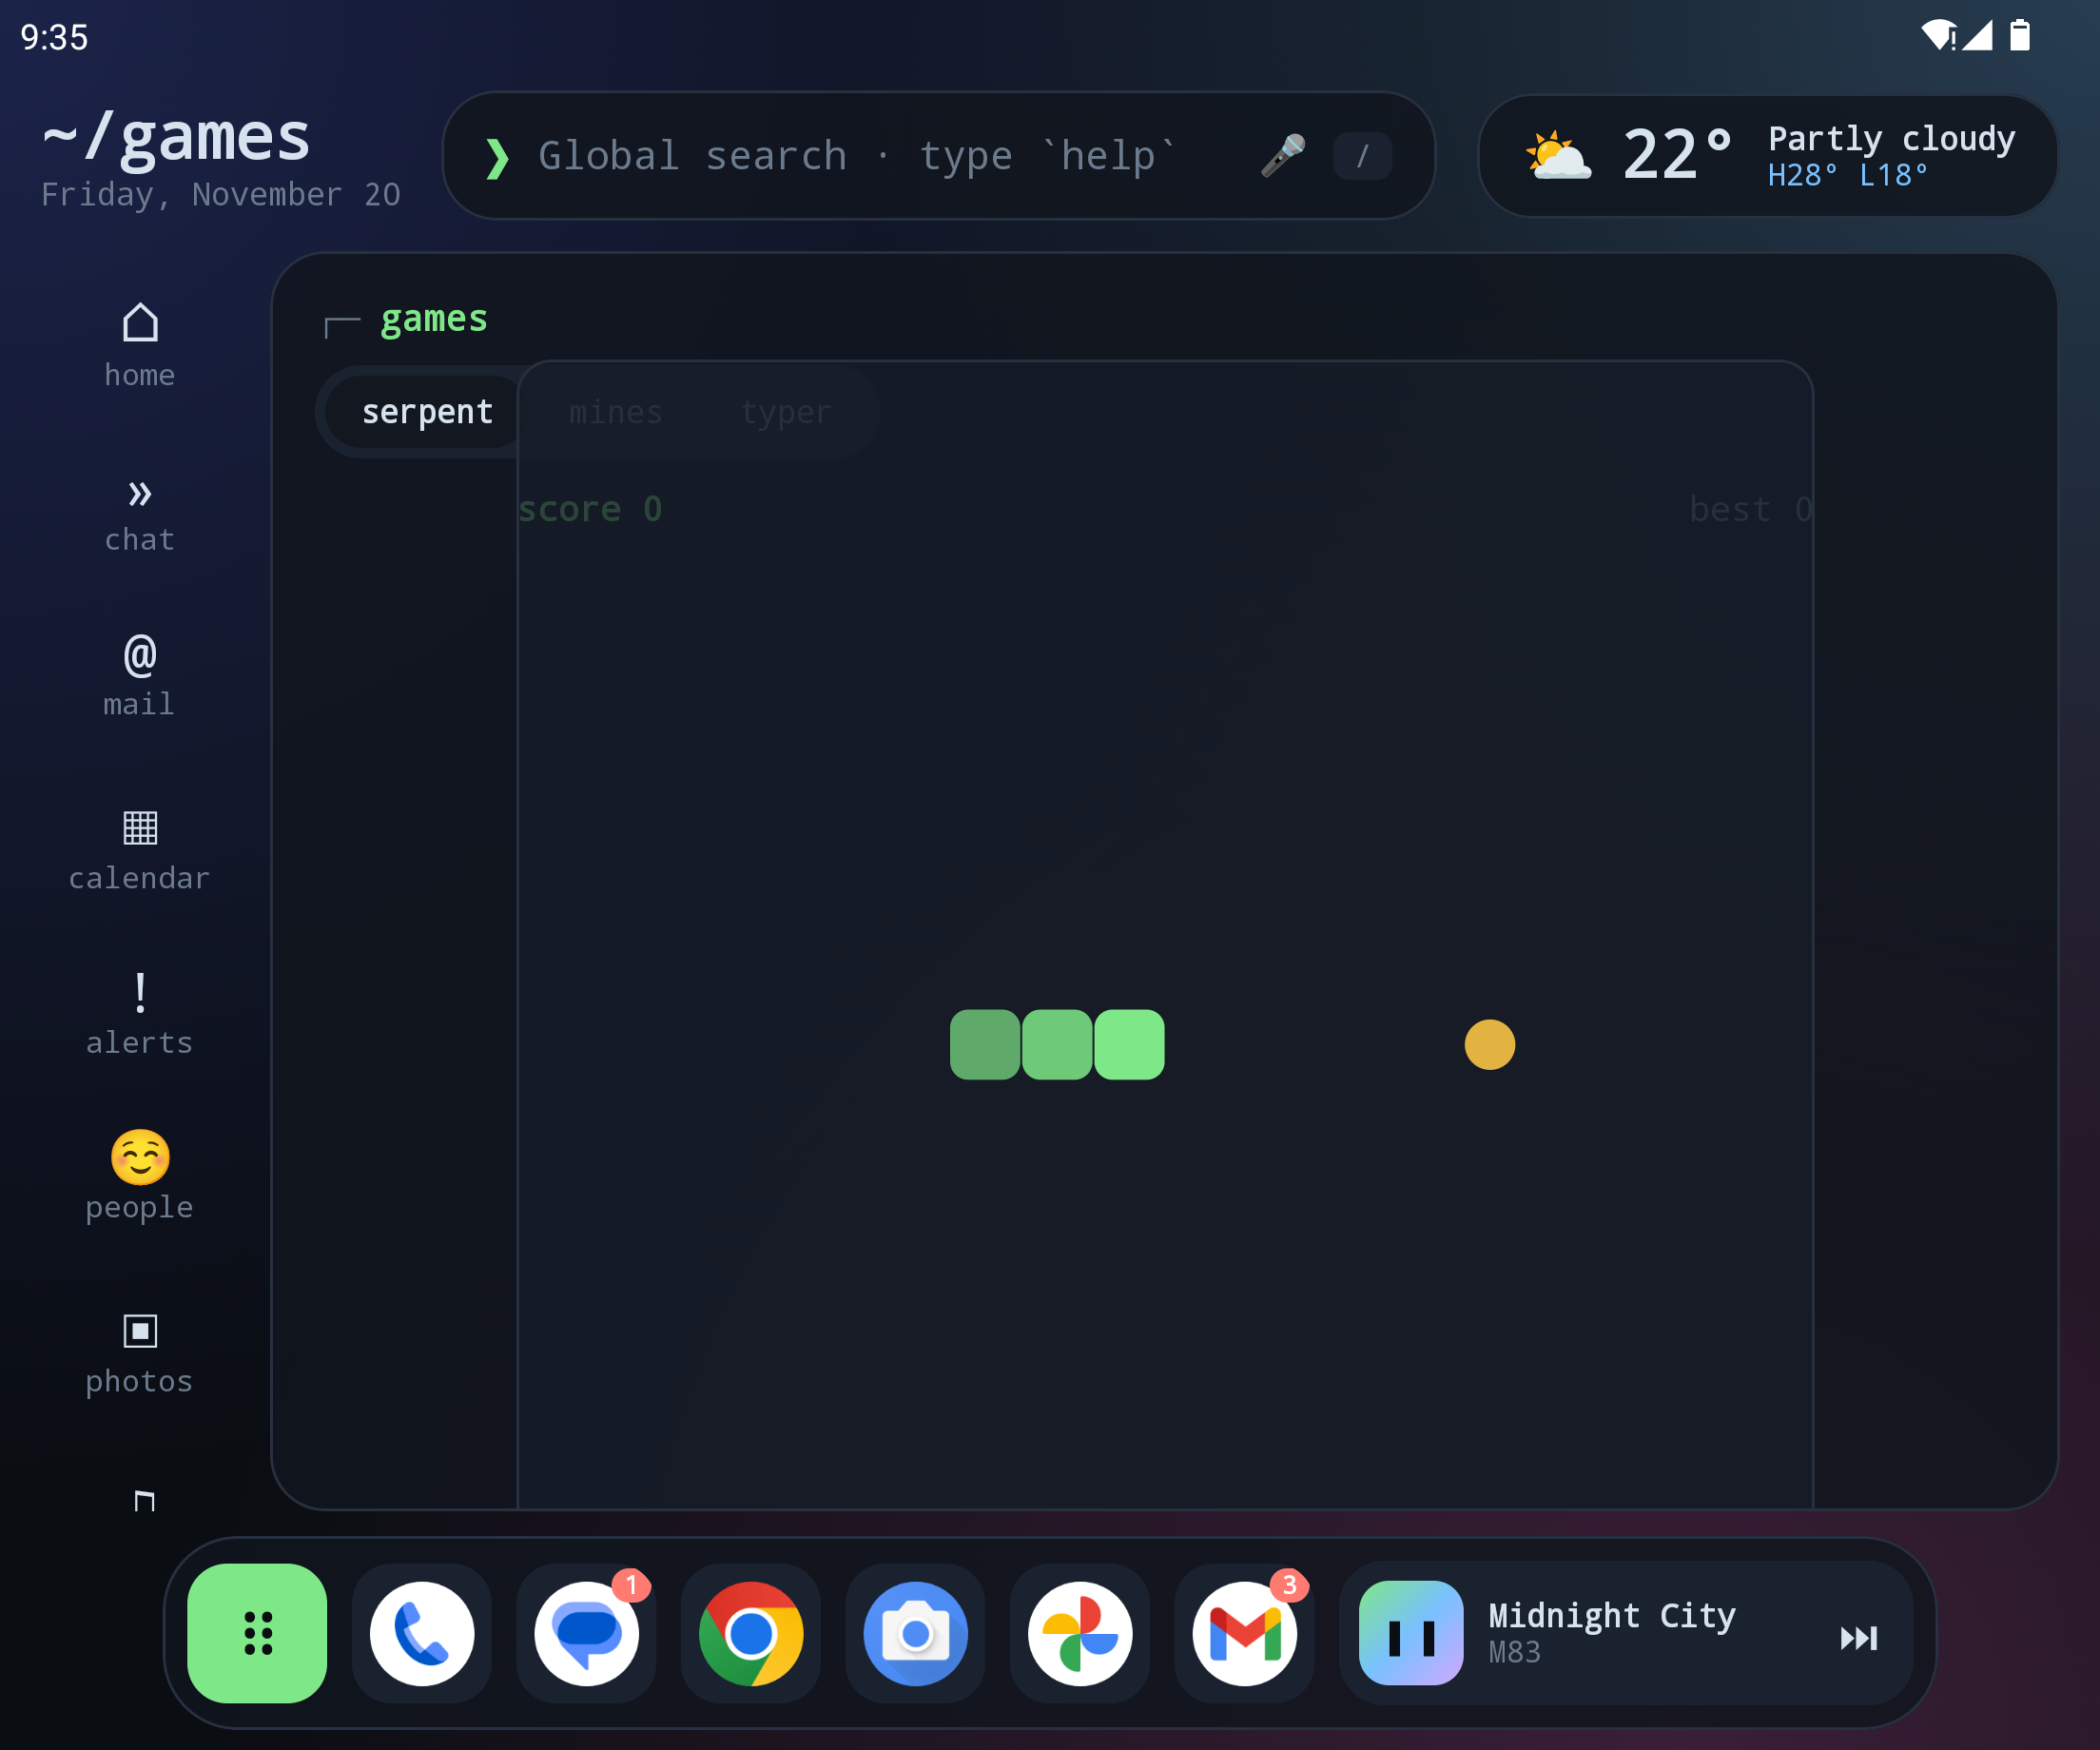 9:35
~/games
Friday, November 20
❯ Global search · type `help`
/
22°
Partly cloudy
H28° L18°
home
» chat
@ mail
calendar
! alerts
people
photos
games
serpent mines typer
score 0 best 0
1
3
Midnight City
M83